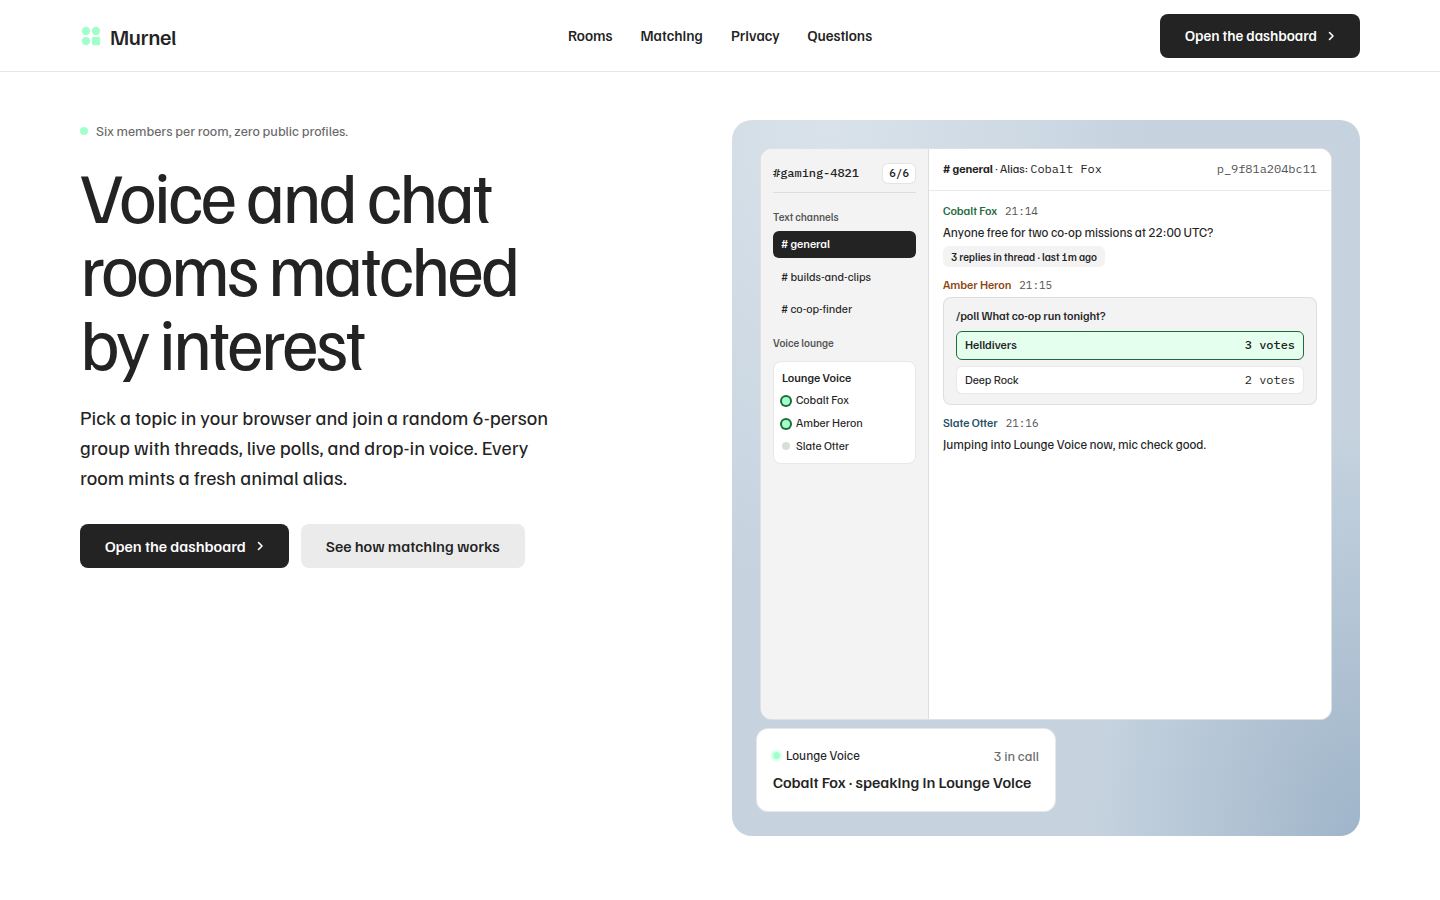 Murnel
Rooms
Matching
Privacy
Questions
Open the dashboard
Six members per room, zero public profiles.
Voice and chat
rooms matched
by interest
Pick a topic in your browser and join a random 6-person
group with threads, live polls, and drop-in voice. Every
room mints a fresh animal alias.
Open the dashboard
See how matching works
#gaming-4821
6/6
Text channels
# general
# builds-and-clips
# co-op-finder
Voice lounge
Lounge Voice
Cobalt Fox
Amber Heron
Slate Otter
# general · Alias: Cobalt Fox
p_9f81a204bc11
Cobalt Fox 21:14
Anyone free for two co-op missions at 22:00 UTC?
3 replies in thread · last 1m ago
Amber Heron 21:15
/poll What co-op run tonight?
Helldivers 3 votes
Deep Rock 2 votes
Slate Otter 21:16
Jumping into Lounge Voice now, mic check good.
Lounge Voice
3 in call
Cobalt Fox · speaking in Lounge Voice